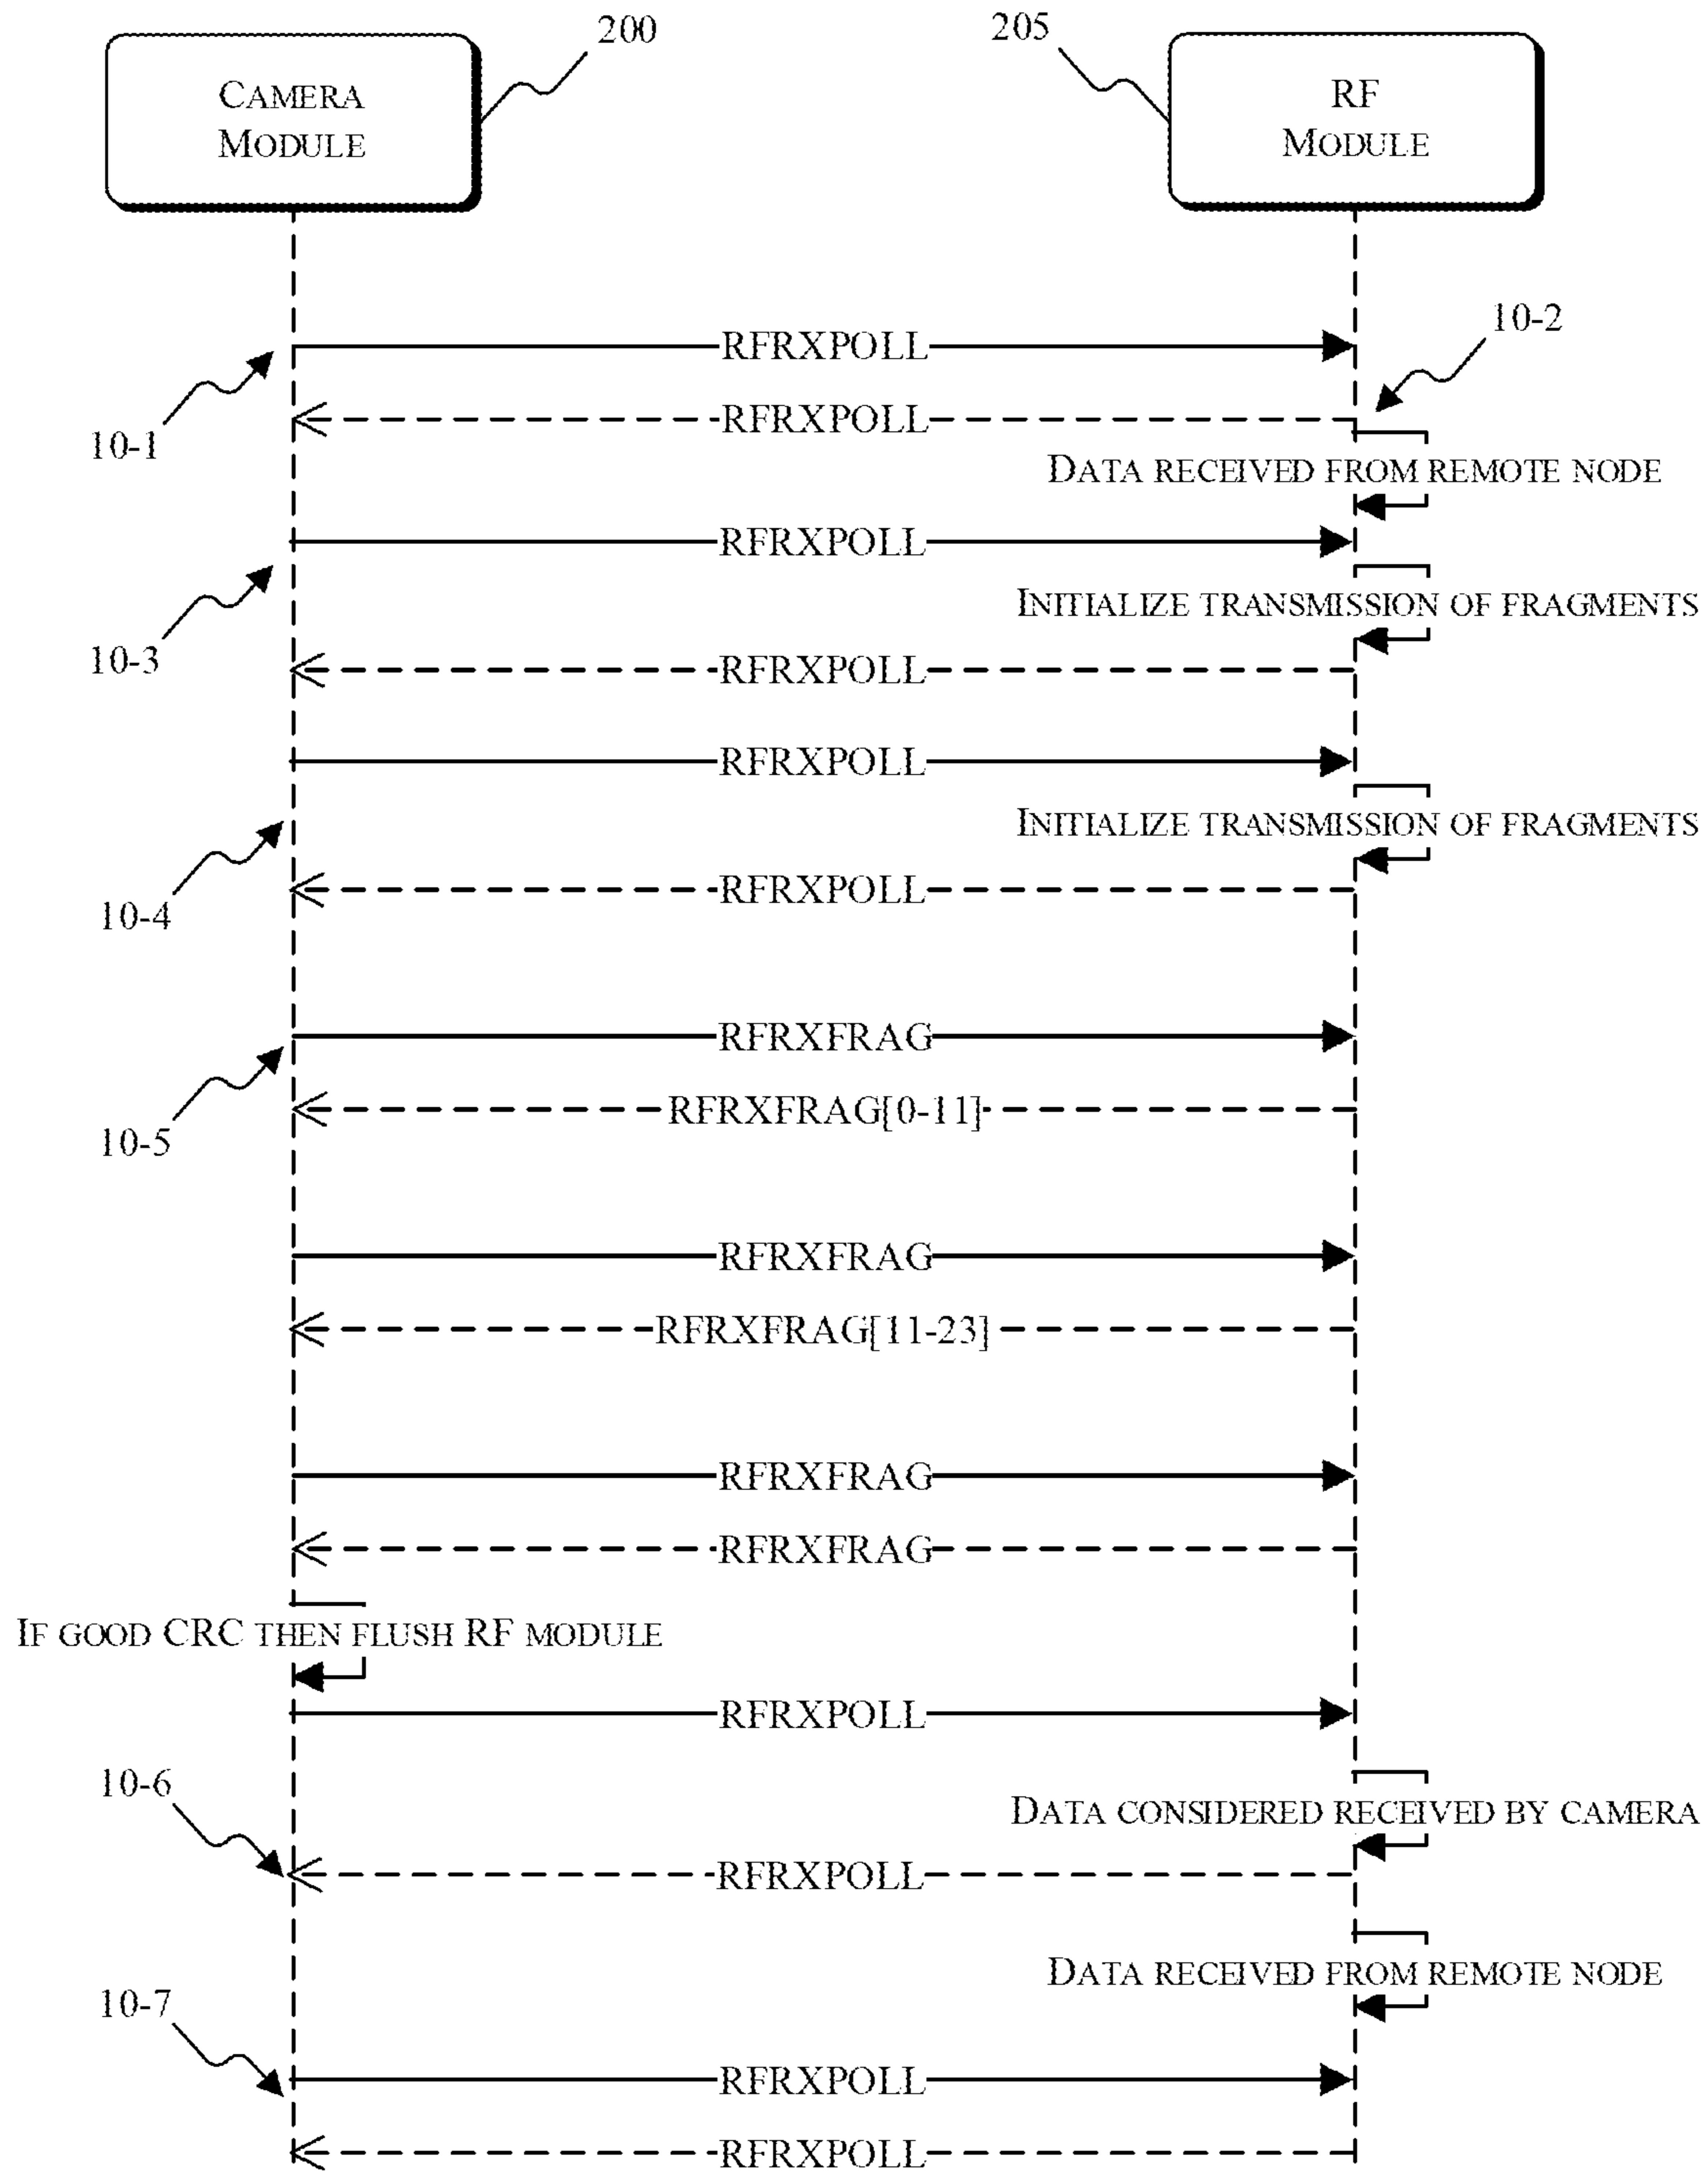 200
205
CAMERA
MODULE
RF
MODULE
10-2
RFRXPOLL
10-1
RFRXPOLL
DATA RECEIVED FROM REMOTE NODE
RFRXPOLL
INITIALIZE TRANSMISSION OF FRAGMENTS
10-3
RFRXPOLL
RFRXPOLL
INITIALIZE TRANSMISSION OF FRAGMENTS
RFRXPOLL
10-4
RFRXFRAG
RFRXFRAG[0-11]
10-5
RFRXFRAG
RFRXFRAG[11-23]
RFRXFRAG
RFRXFRAG
IF GOOD CRC THEN FLUSH RF MODULE
RFRXPOLL
10-6
DATA CONSIDERED RECEIVED BY CAMERA
RFRXPOLL
DATA RECEIVED FROM REMOTE NODE
10-7
RFRXPOLL
RFRXPOLL